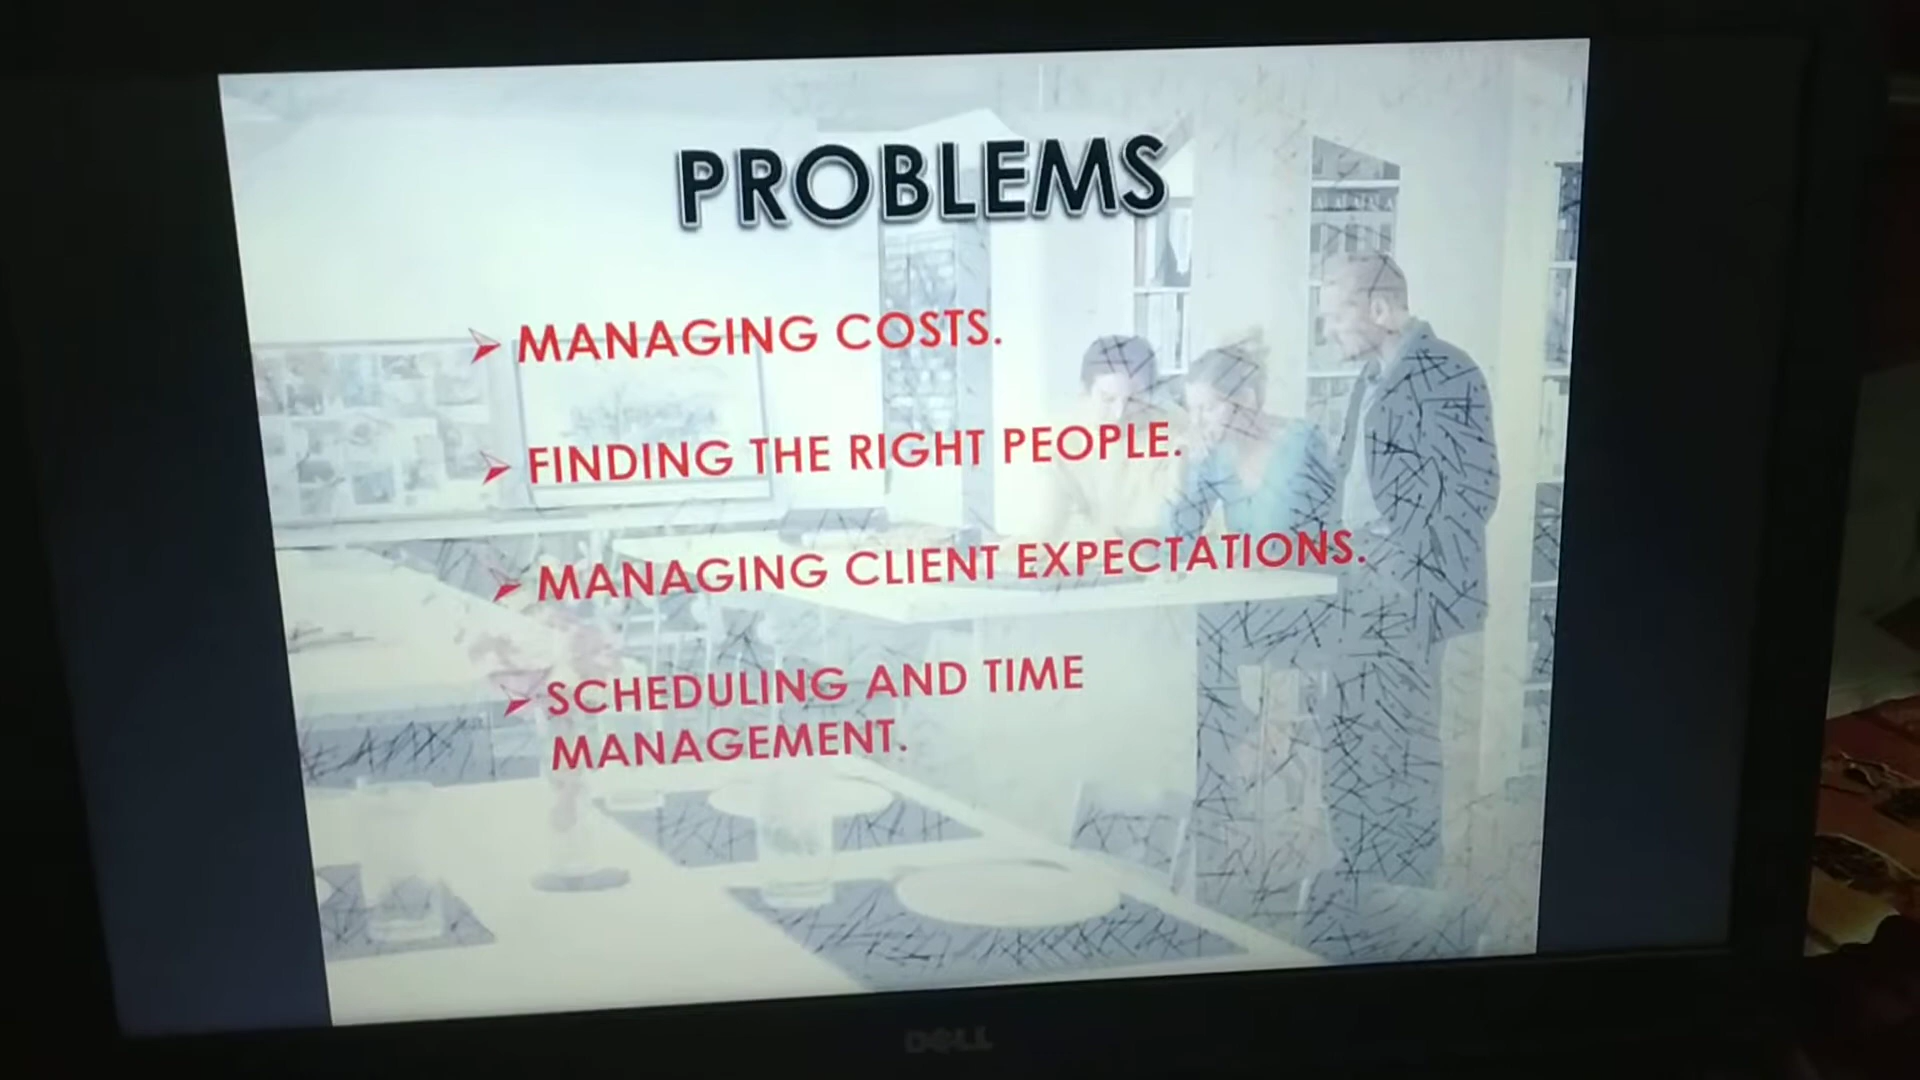 PROBLEMS
MANAGING COSTS.
FINDING THE RIGHT PEOPLE.
MANAGING CLIENT EXPECTATIONS.
SCHEDULING AND TIME
MANAGEMENT.
DELL